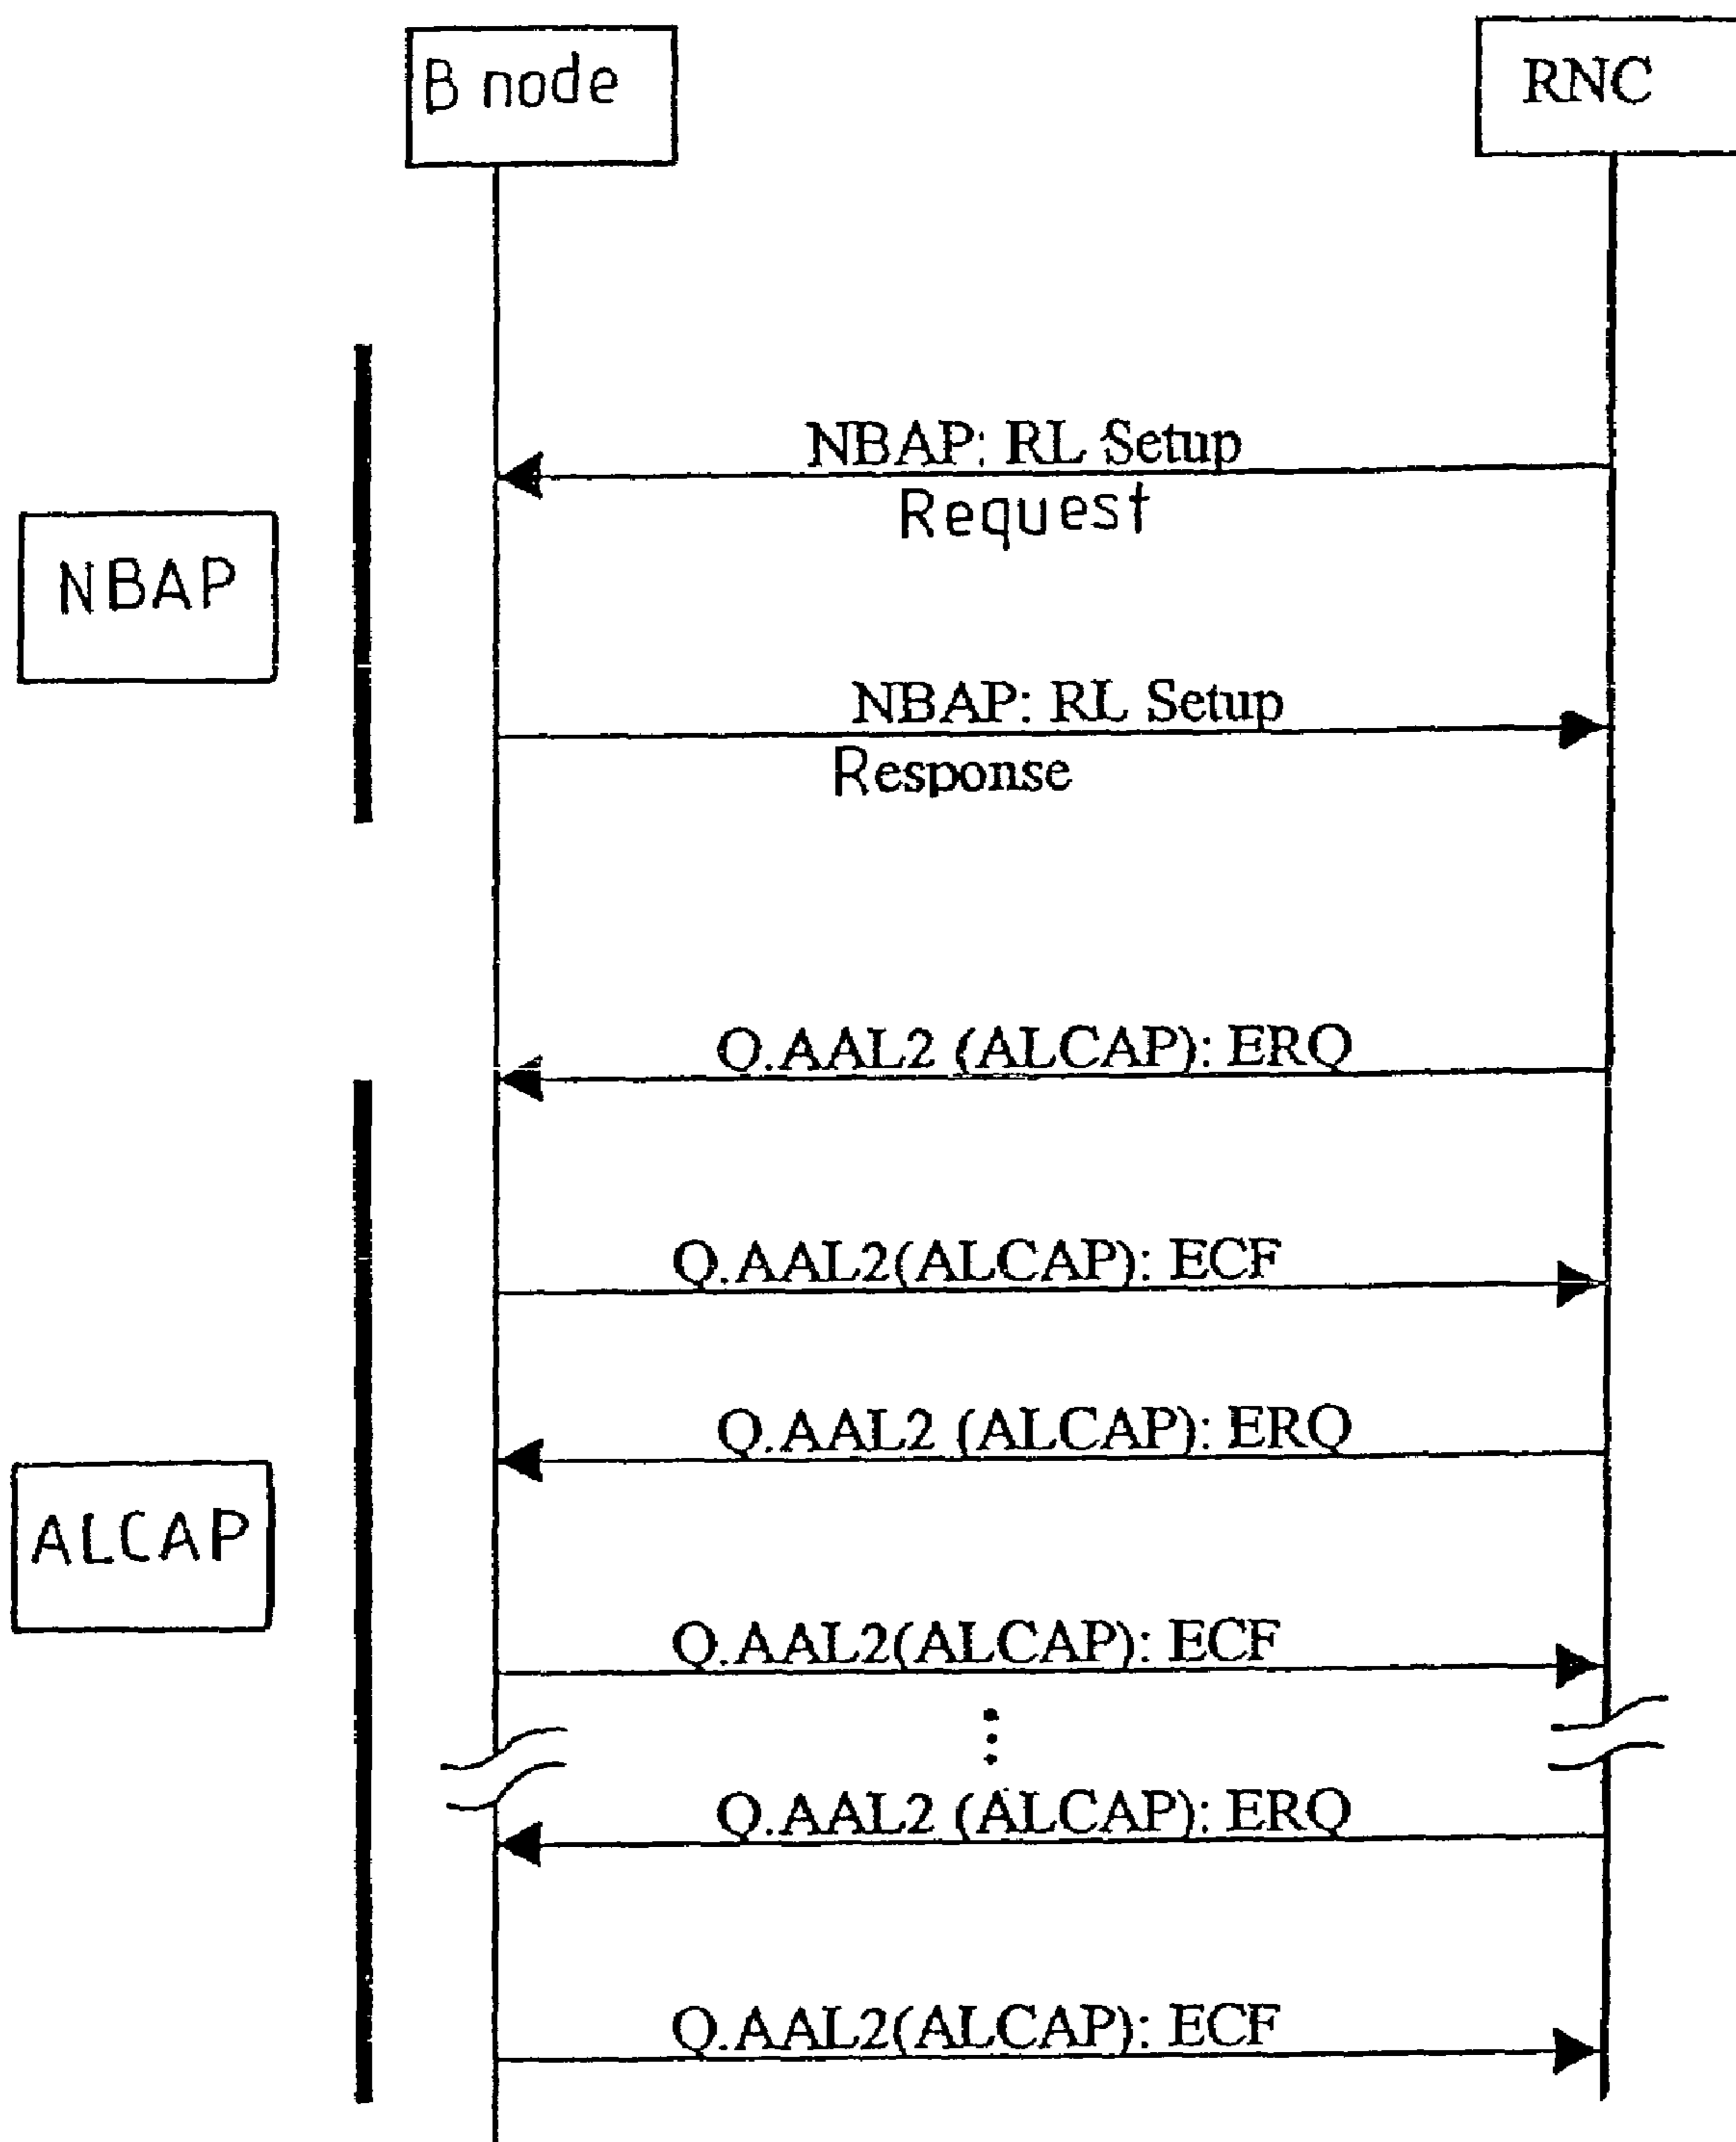 B node
RNC
NBAP: RL Setup
Request
NBAP
NBAP: RL Setup
Response
Q.AAL2 (ALCAP): ERQ
Q.AAL2(ALCAP): ECF
Q.AAL2 (ALCAP): ERQ
ALCAP
Q.AAL2(ALCAP): ECF
Q.AAL2 (ALCAP): ERQ
Q.AAL2(ALCAP): ECF